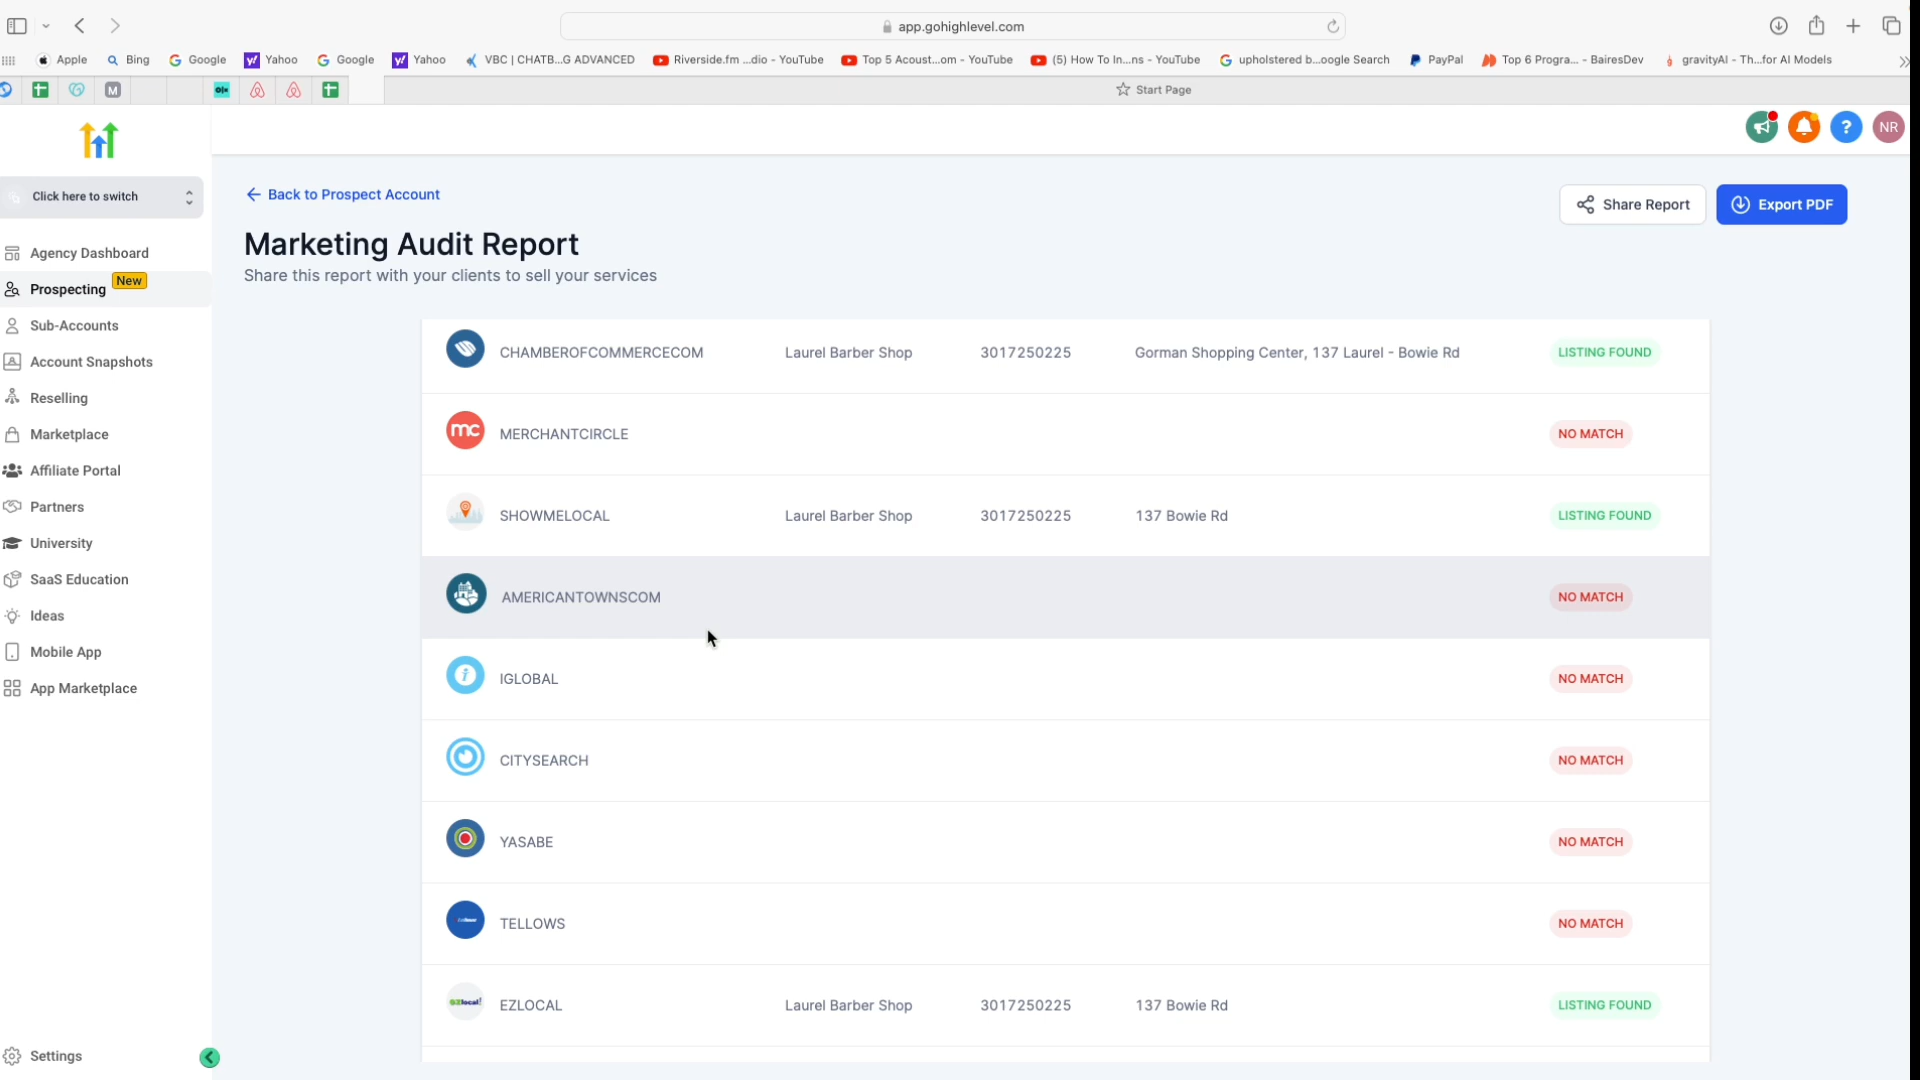 app.gohighlevel.com
Apple
Bing
Google
Yahoo
Google
Yahoo
VBC | CHATB...G ADVANCED
Riverside.fm ...dio - YouTube
Top 5 Acoust...om - YouTube
(5) How To In...ns - YouTube
upholstered b...oogle Search
PayPal
Top 6 Progra... - BairesDev
gravityAI - Th...for AI Models
M
Start Page
?
NR
Click here to switch
Agency Dashboard
Prospecting
New
Sub-Accounts
Account Snapshots
Reselling
Marketplace
Affiliate Portal
Partners
University
SaaS Education
Ideas
Mobile App
App Marketplace
Settings
Back to Prospect Account
Share Report
Export PDF
Marketing Audit Report
Share this report with your clients to sell your services
CHAMBEROFCOMMERCECOM Laurel Barber Shop 3017250225 Gorman Shopping Center, 137 Laurel - Bowie Rd LISTING FOUND
mc MERCHANTCIRCLE NO MATCH
SHOWMELOCAL Laurel Barber Shop 3017250225 137 Bowie Rd LISTING FOUND
AMERICANTOWNSCOM NO MATCH
i IGLOBAL NO MATCH
CITYSEARCH NO MATCH
YASABE NO MATCH
TELLOWS NO MATCH
ezlocal! EZLOCAL Laurel Barber Shop 3017250225 137 Bowie Rd LISTING FOUND